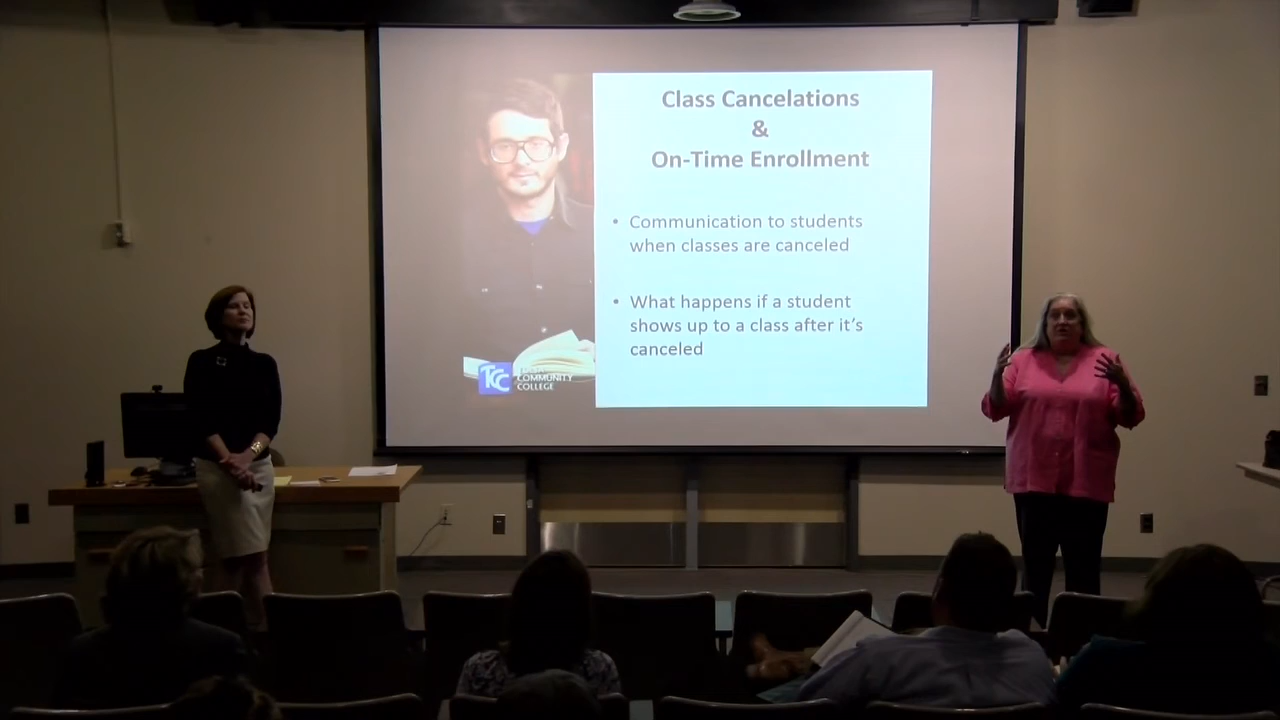 Class Cancelations
&
On-Time Enrollment
• Communication to students
when classes are canceled
• What happens if a student
shows up to a class after it's
canceled
TCC
COMMUNITY
COLLEGE